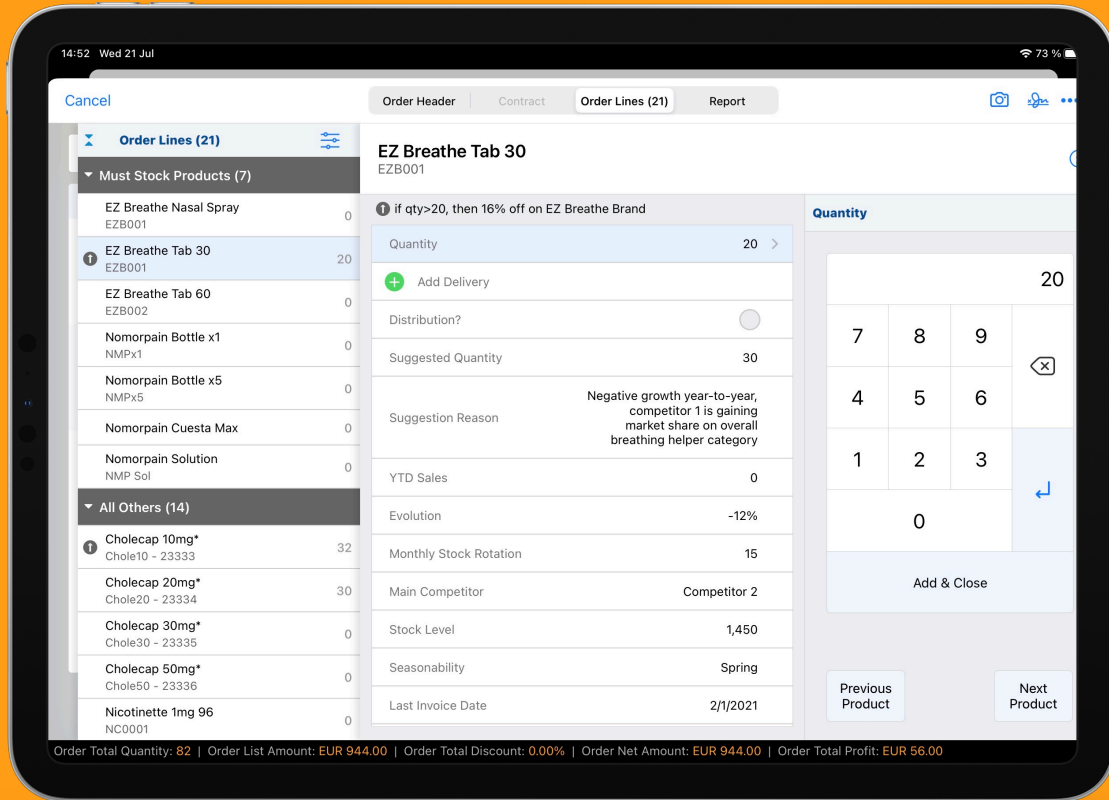 14:52 Wed 21 Jul
73 %
Cancel
Order Header
Contract
Order Lines (21)
Report
Order Lines (21)
Must Stock Products (7)
EZ Breathe Nasal Spray
EZB001
0
EZ Breathe Tab 30
EZB001
20
EZ Breathe Tab 60
EZB002
0
Nomorpain Bottle x1
NMPx1
0
Nomorpain Bottle x5
NMPx5
0
Nomorpain Cuesta Max
0
Nomorpain Solution
NMP Sol
0
All Others (14)
Cholecap 10mg*
Chole10 - 23333
32
Cholecap 20mg*
Chole20 - 23334
30
Cholecap 30mg*
Chole30 - 23335
0
Cholecap 50mg*
Chole50 - 23336
0
Nicotinette 1mg 96
NC0001
0
EZ Breathe Tab 30
EZB001
if qty>20, then 16% off on EZ Breathe Brand
Quantity 20
Add Delivery
Distribution?
Suggested Quantity 30
Suggestion Reason
Negative growth year-to-year,
competitor 1 is gaining
market share on overall
breathing helper category
YTD Sales 0
Evolution -12%
Monthly Stock Rotation 15
Main Competitor Competitor 2
Stock Level 1,450
Seasonability Spring
Last Invoice Date 2/1/2021
Quantity
20
7 8 9
4 5 6
1 2 3
0
Add & Close
Previous
Product
Next
Product
Order Total Quantity: 82 | Order List Amount: EUR 944.00 | Order Total Discount: 0.00% | Order Net Amount: EUR 944.00 | Order Total Profit: EUR 56.00